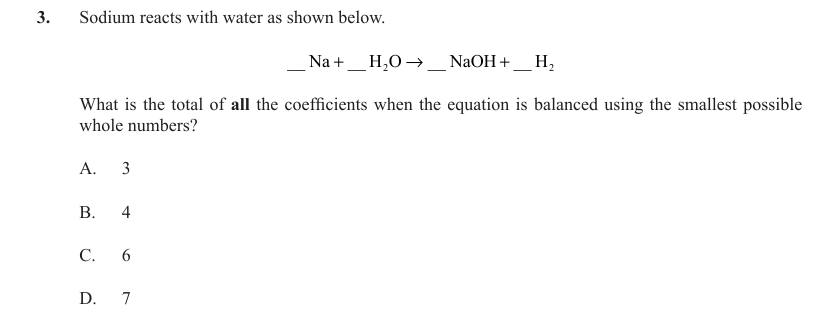 3. Sodium reacts with water as shown below.
__ Na + __ H₂O → __ NaOH + __ H₂
What is the total of all the coefficients when the equation is balanced using the smallest possible
whole numbers?
A. 3
B. 4
C. 6
D. 7